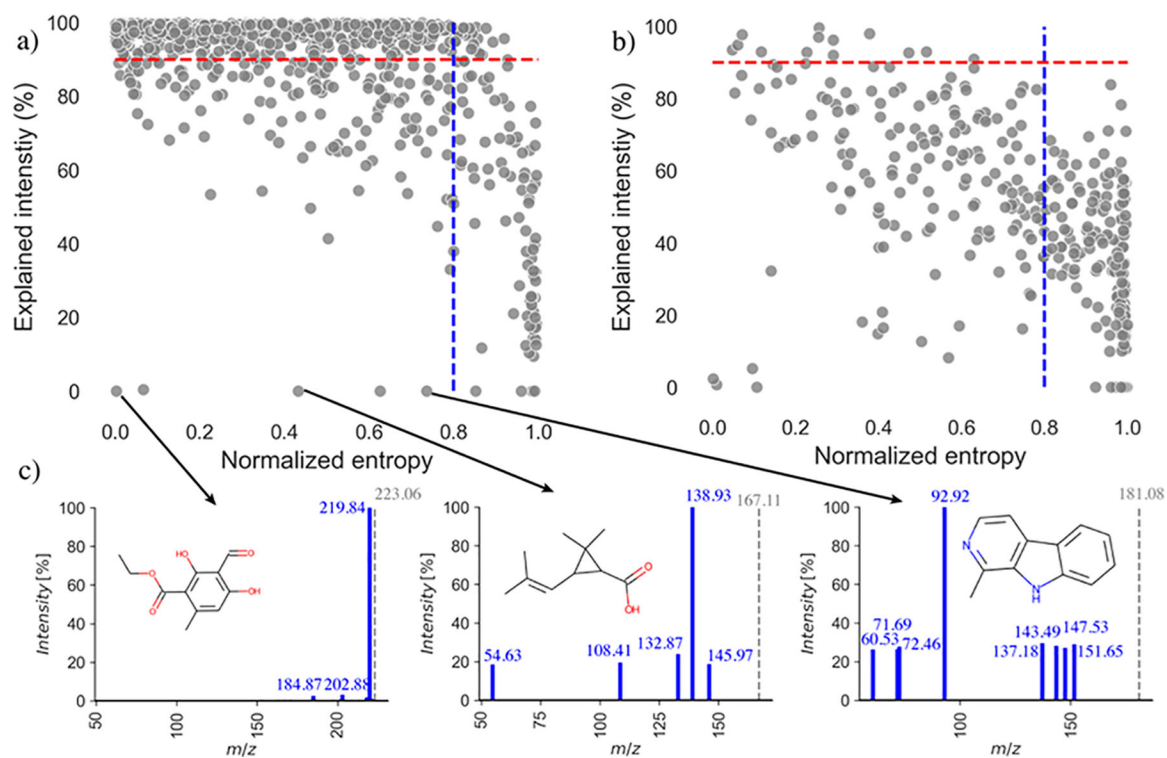 a)
Explained intenstiy (%)
100
80
60
40
20
0
0.0 0.2 0.4 0.6 0.8 1.0
Normalized entropy
b)
Explained intensity (%)
100
80
60
40
20
0
0.0 0.2 0.4 0.6 0.8 1.0
Normalized entropy
c)
Intensity [%]
100
80
60
40
20
0
219.84
223.06
184.87
202.88
OH
O
O
O
OH
50 100 150 200
m/z
Intensity [%]
100
80
60
40
20
0
138.93
167.11
54.63
108.41
132.87
145.97
O
OH
50 75 100 125 150
m/z
Intensity [%]
100
80
60
40
20
0
92.92
181.08
71.69
60.53
72.46
143.49
147.53
137.18
151.65
N
N
H
100 150
m/z